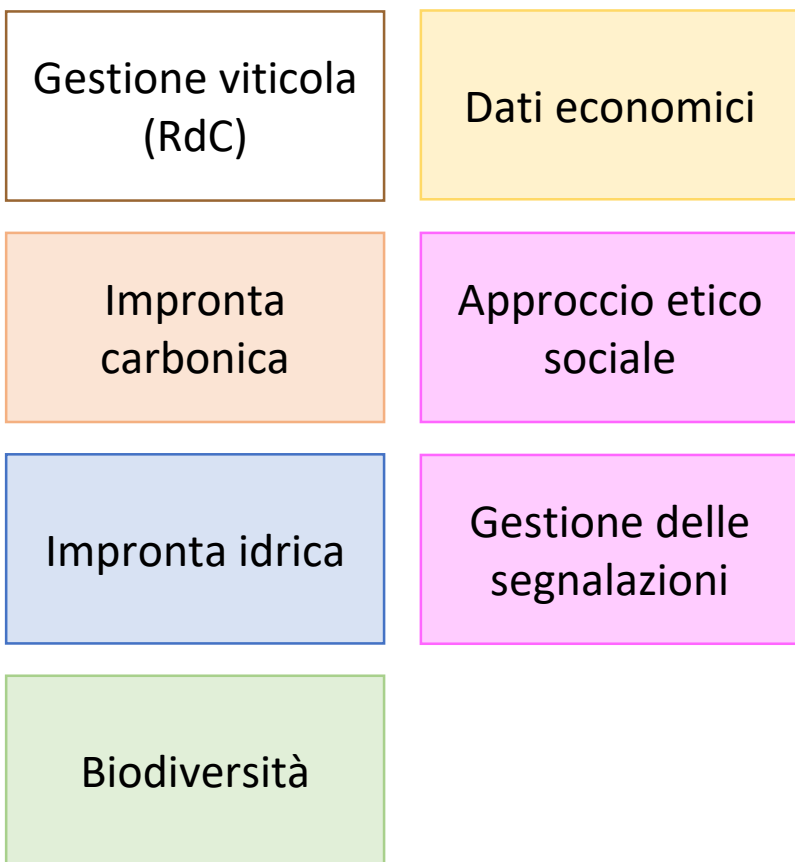 Gestione viticola
(RdC)
Dati economici
Impronta
carbonica
Approccio etico
sociale
Impronta idrica
Gestione delle
segnalazioni
Biodiversità